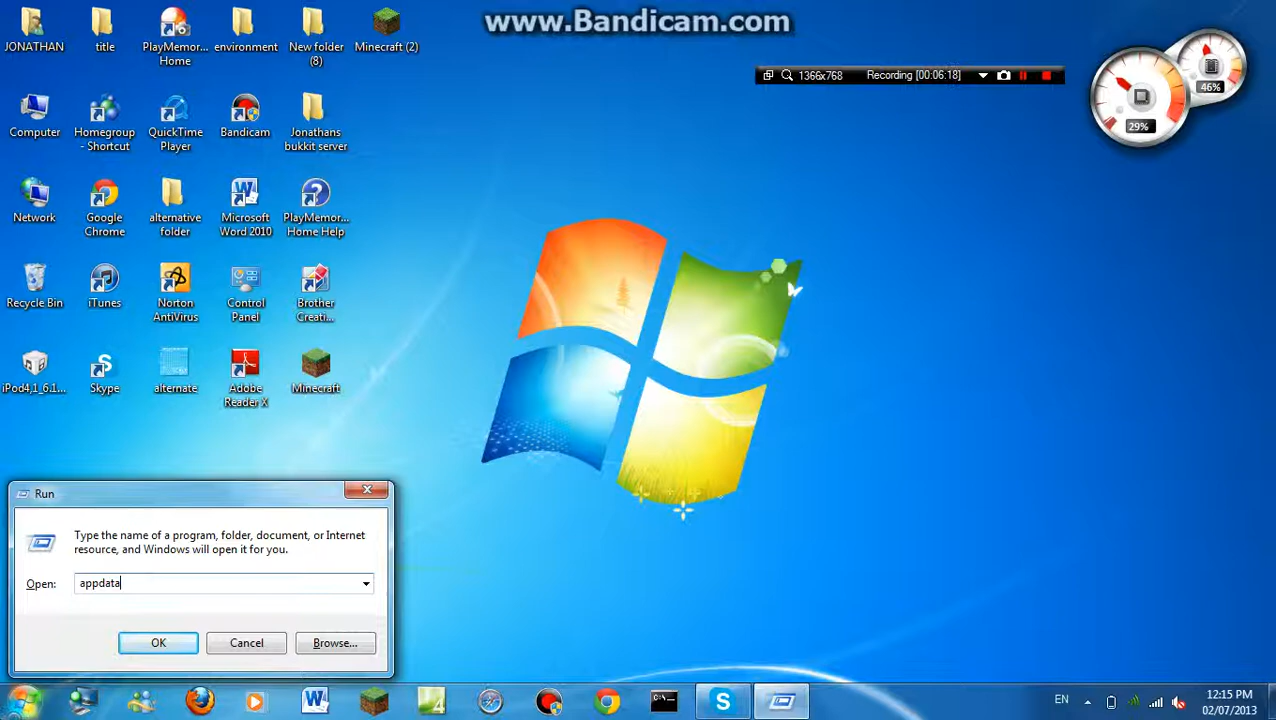 www.Bandicam.com
JONATHAN
title
PlayMemor...
Home
environment
New folder
(8)
Minecraft (2)
1366x768
Recording [00:06:18]
46%
29%
Computer
Homegroup
- Shortcut
QuickTime
Player
Bandicam
Jonathans
bukkit server
Network
Google
Chrome
alternative
folder
Microsoft
Word 2010
PlayMemor...
Home Help
Recycle Bin
iTunes
Norton
AntiVirus
Control
Panel
Brother
Creati...
iPod4,1_6.1...
Skype
alternate
Adobe
Reader X
Minecraft
Run
Type the name of a program, folder, document, or Internet
resource, and Windows will open it for you.
Open:
appdata
OK
Cancel
Browse...
EN
12:15 PM
02/07/2013